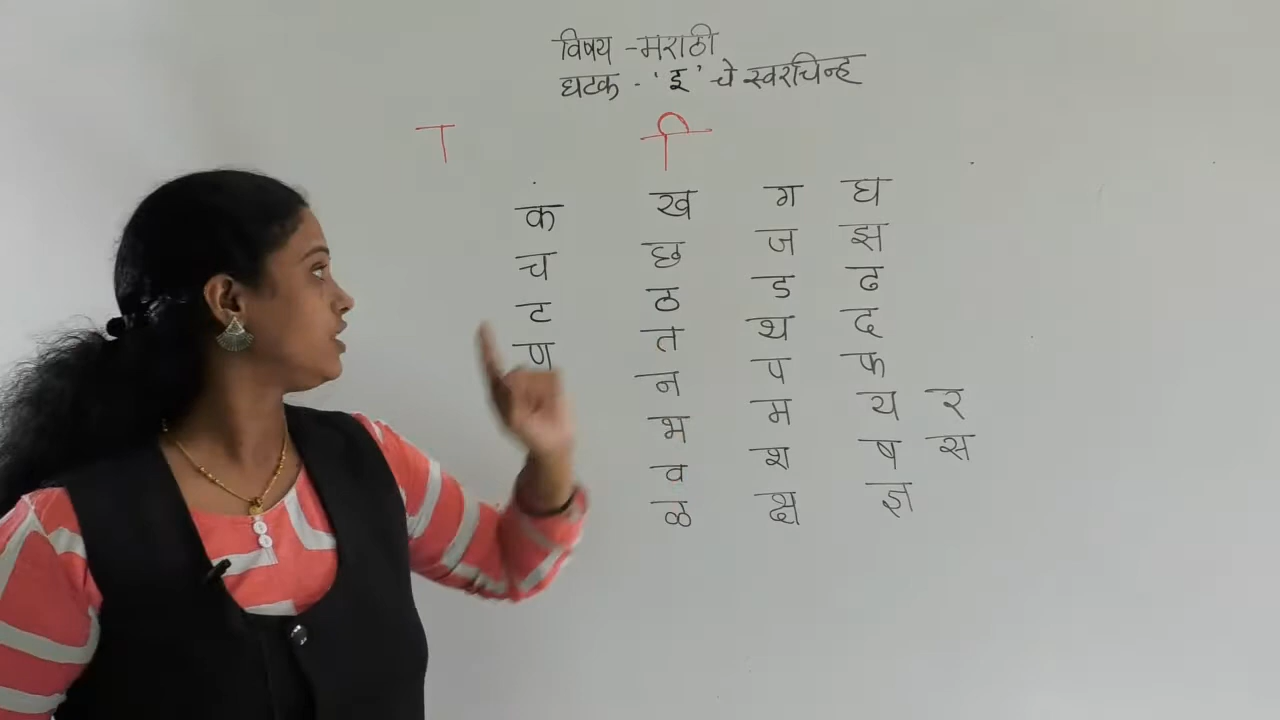 विषय - मराठी
घटक - 'इ' चे स्वरचिन्ह
ा ि
क ख ग घ
च छ ज झ
ट ठ ड ढ
ण त थ द
न प फ
भ म य र
व श ष स
ळ क्ष ज्ञ